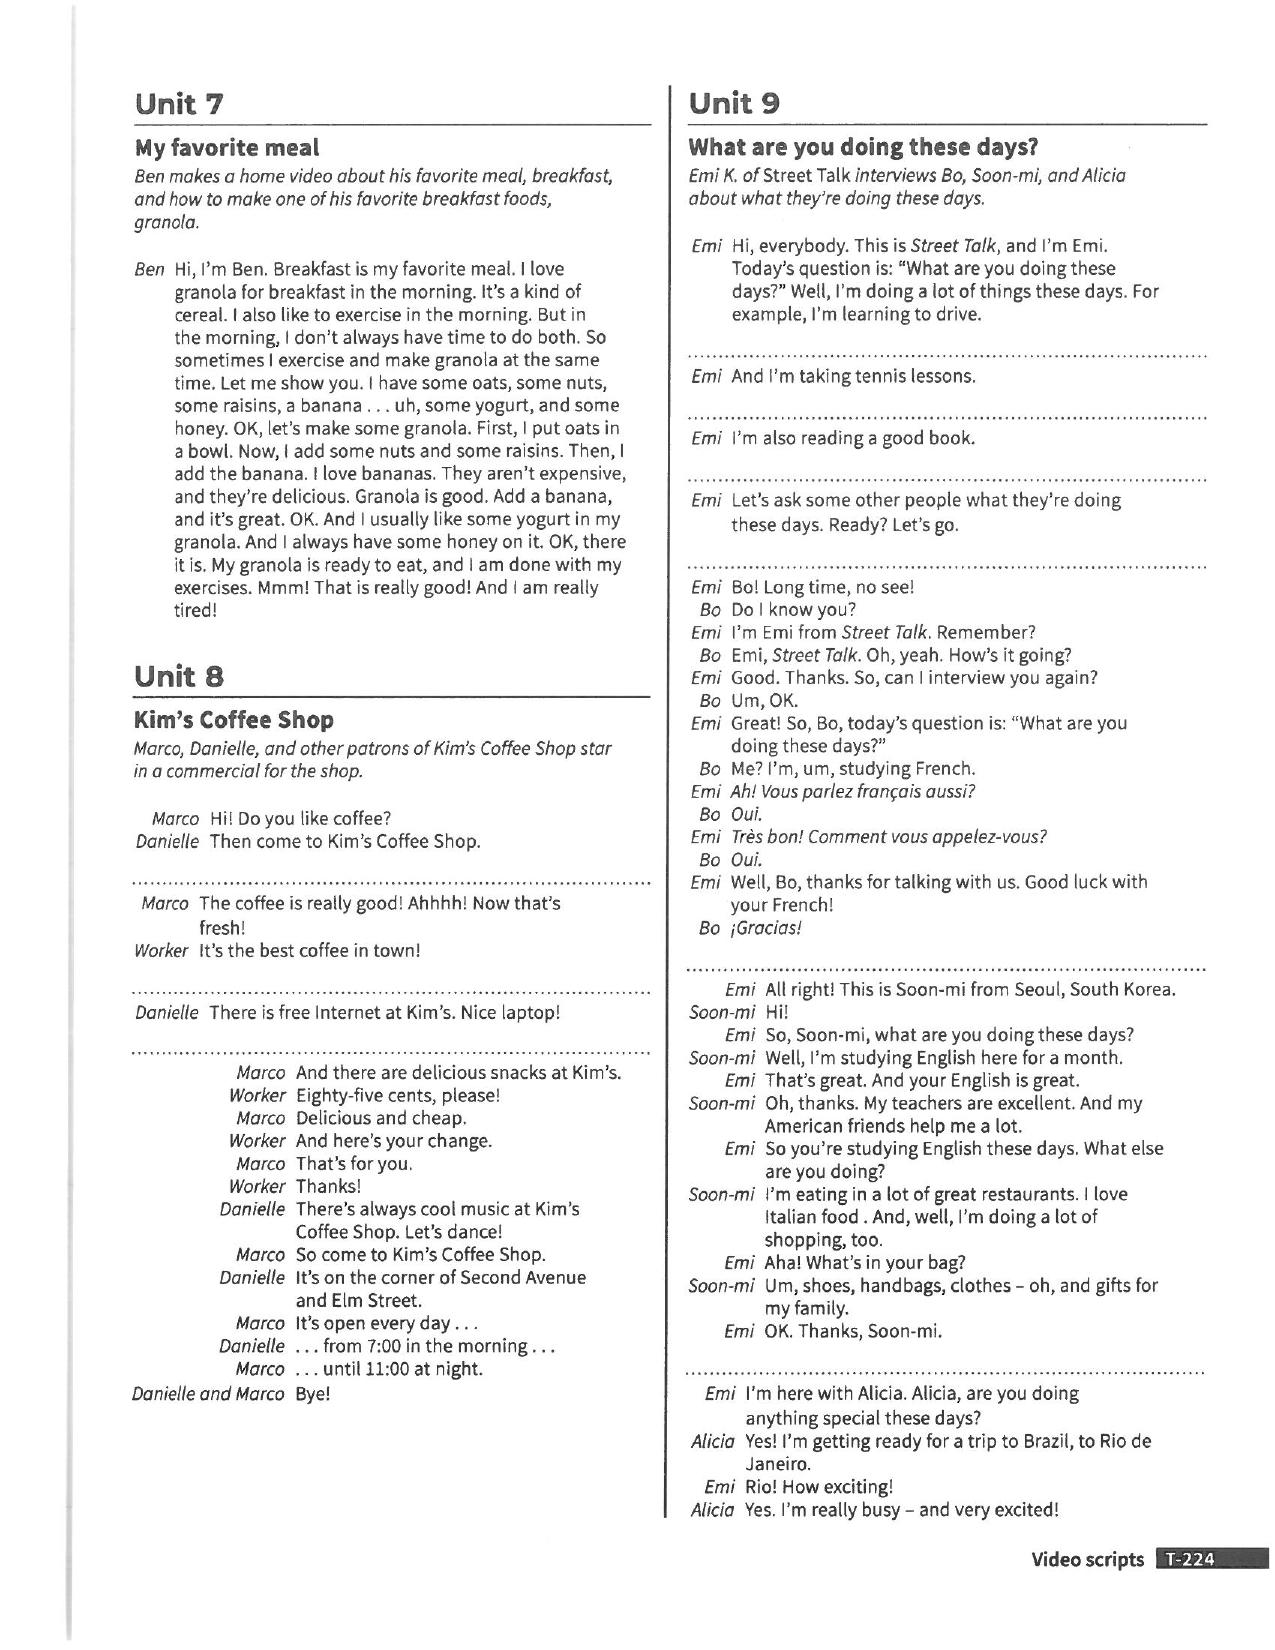 Unit 7
My favorite meal
Ben makes a home video about his favorite meal, breakfast,
and how to make one of his favorite breakfast foods,
granola.
Ben Hi, I'm Ben. Breakfast is my favorite meal. I love
granola for breakfast in the morning. It's a kind of
cereal. I also like to exercise in the morning. But in
the morning, I don't always have time to do both. So
sometimes I exercise and make granola at the same
time. Let me show you. I have some oats, some nuts,
some raisins, a banana . . . uh, some yogurt, and some
honey. OK, let's make some granola. First, I put oats in
a bowl. Now, I add some nuts and some raisins. Then, I
add the banana. I love bananas. They aren't expensive,
and they're delicious. Granola is good. Add a banana,
and it's great. OK. And I usually like some yogurt in my
granola. And I always have some honey on it. OK, there
it is. My granola is ready to eat, and I am done with my
exercises. Mmm! That is really good! And I am really
tired!
Unit 8
Kim's Coffee Shop
Marco, Danielle, and other patrons of Kim's Coffee Shop star
in a commercial for the shop.
Marco Hi! Do you like coffee?
Danielle Then come to Kim's Coffee Shop.
Marco The coffee is really good! Ahhhh! Now that's
fresh!
Worker It's the best coffee in town!
Danielle There is free Internet at Kim's. Nice laptop!
Marco And there are delicious snacks at Kim's.
Worker Eighty-five cents, please!
Marco Delicious and cheap.
Worker And here's your change.
Marco That's for you.
Worker Thanks!
Danielle There's always cool music at Kim's
Coffee Shop. Let's dance!
Marco So come to Kim's Coffee Shop.
Danielle It's on the corner of Second Avenue
and Elm Street.
Marco It's open every day . . .
Danielle . . . from 7:00 in the morning . . .
Marco . . . until 11:00 at night.
Danielle and Marco Bye!
Unit 9
What are you doing these days?
Emi K. of Street Talk interviews Bo, Soon-mi, and Alicia
about what they're doing these days.
Emi Hi, everybody. This is Street Talk, and I'm Emi.
Today's question is: "What are you doing these
days?" Well, I'm doing a lot of things these days. For
example, I'm learning to drive.
Emi And I'm taking tennis lessons.
Emi I'm also reading a good book.
Emi Let's ask some other people what they're doing
these days. Ready? Let's go.
Emi Bo! Long time, no see!
Bo Do I know you?
Emi I'm Emi from Street Talk. Remember?
Bo Emi, Street Talk. Oh, yeah. How's it going?
Emi Good. Thanks. So, can I interview you again?
Bo Um, OK.
Emi Great! So, Bo, today's question is: "What are you
doing these days?"
Bo Me? I'm, um, studying French.
Emi Ah! Vous parlez français aussi?
Bo Oui.
Emi Très bon! Comment vous appelez-vous?
Bo Oui.
Emi Well, Bo, thanks for talking with us. Good luck with
your French!
Bo ¡Gracias!
Emi All right! This is Soon-mi from Seoul, South Korea.
Soon-mi Hi!
Emi So, Soon-mi, what are you doing these days?
Soon-mi Well, I'm studying English here for a month.
Emi That's great. And your English is great.
Soon-mi Oh, thanks. My teachers are excellent. And my
American friends help me a lot.
Emi So you're studying English these days. What else
are you doing?
Soon-mi I'm eating in a lot of great restaurants. I love
Italian food . And, well, I'm doing a lot of
shopping, too.
Emi Aha! What's in your bag?
Soon-mi Um, shoes, handbags, clothes – oh, and gifts for
my family.
Emi OK. Thanks, Soon-mi.
Emi I'm here with Alicia. Alicia, are you doing
anything special these days?
Alicia Yes! I'm getting ready for a trip to Brazil, to Rio de
Janeiro.
Emi Rio! How exciting!
Alicia Yes. I'm really busy – and very excited!
Video scripts T-224